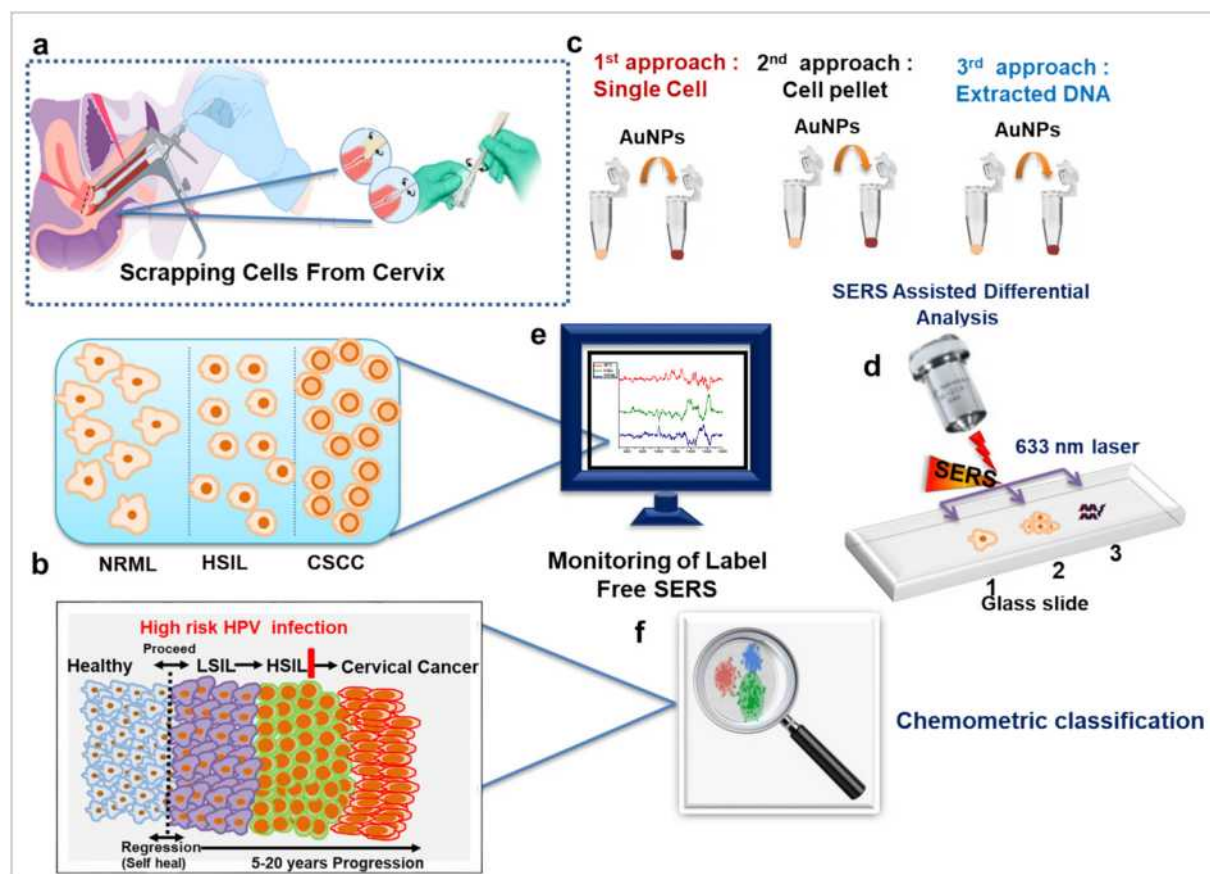 a
Scrapping Cells From Cervix
c
1st approach :
Single Cell
AuNPs
2nd approach :
Cell pellet
AuNPs
3rd approach :
Extracted DNA
AuNPs
SERS Assisted Differential
Analysis
d
633 nm laser
SERS
1
2
3
Glass slide
e
Monitoring of Label
Free SERS
NRML HSIL CSCC
b
High risk HPV infection
Proceed
Healthy LSIL HSIL Cervical Cancer
Regression
(Self heal)
5-20 years Progression
f
Chemometric classification